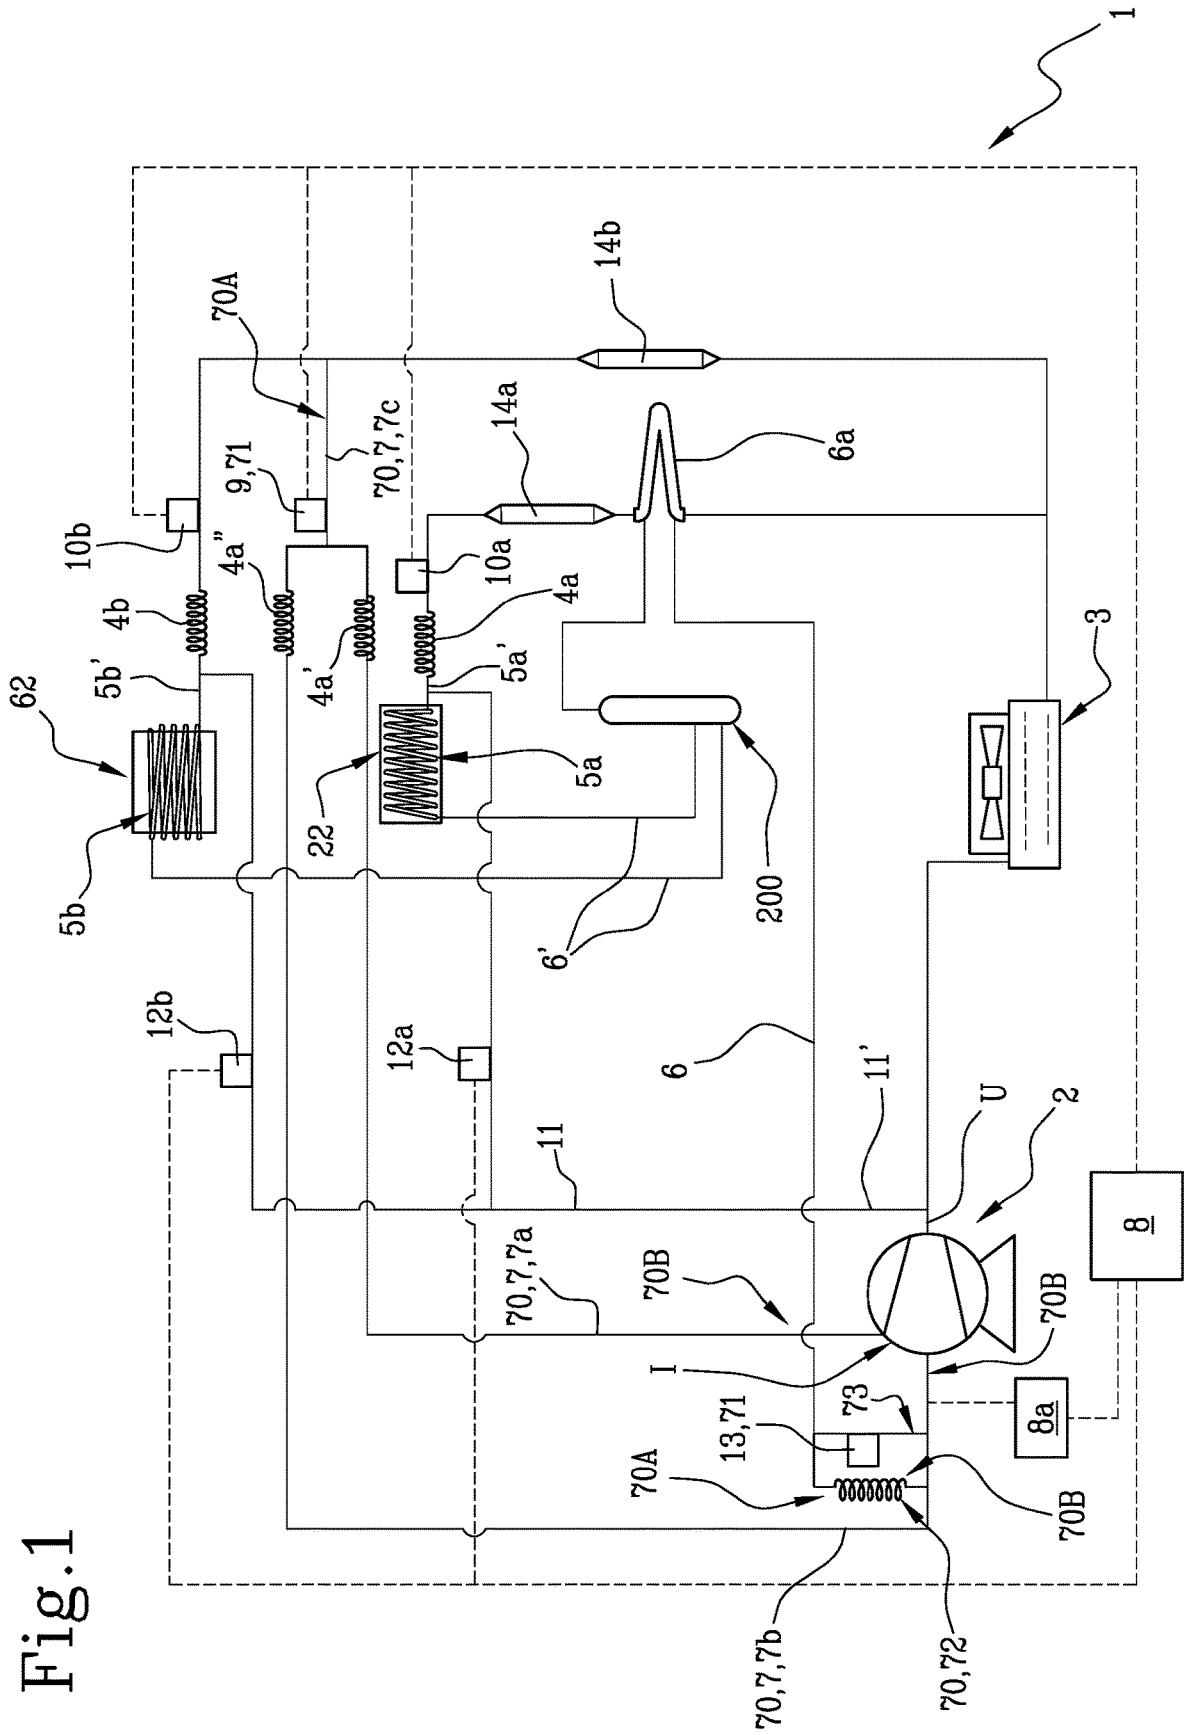 Fig.1
1
62
5b
5b'
4b
10b
4a"
9,71
70A
4a'
70,7,7c
22
5a
5a'
4a
10a
14a
14b
6a
12b
12a
6'
200
3
11
6
11'
U
2
70,7,7a
70B
I
8
70B
8a
13,71
73
70A
70B
70,7,7b
70,72